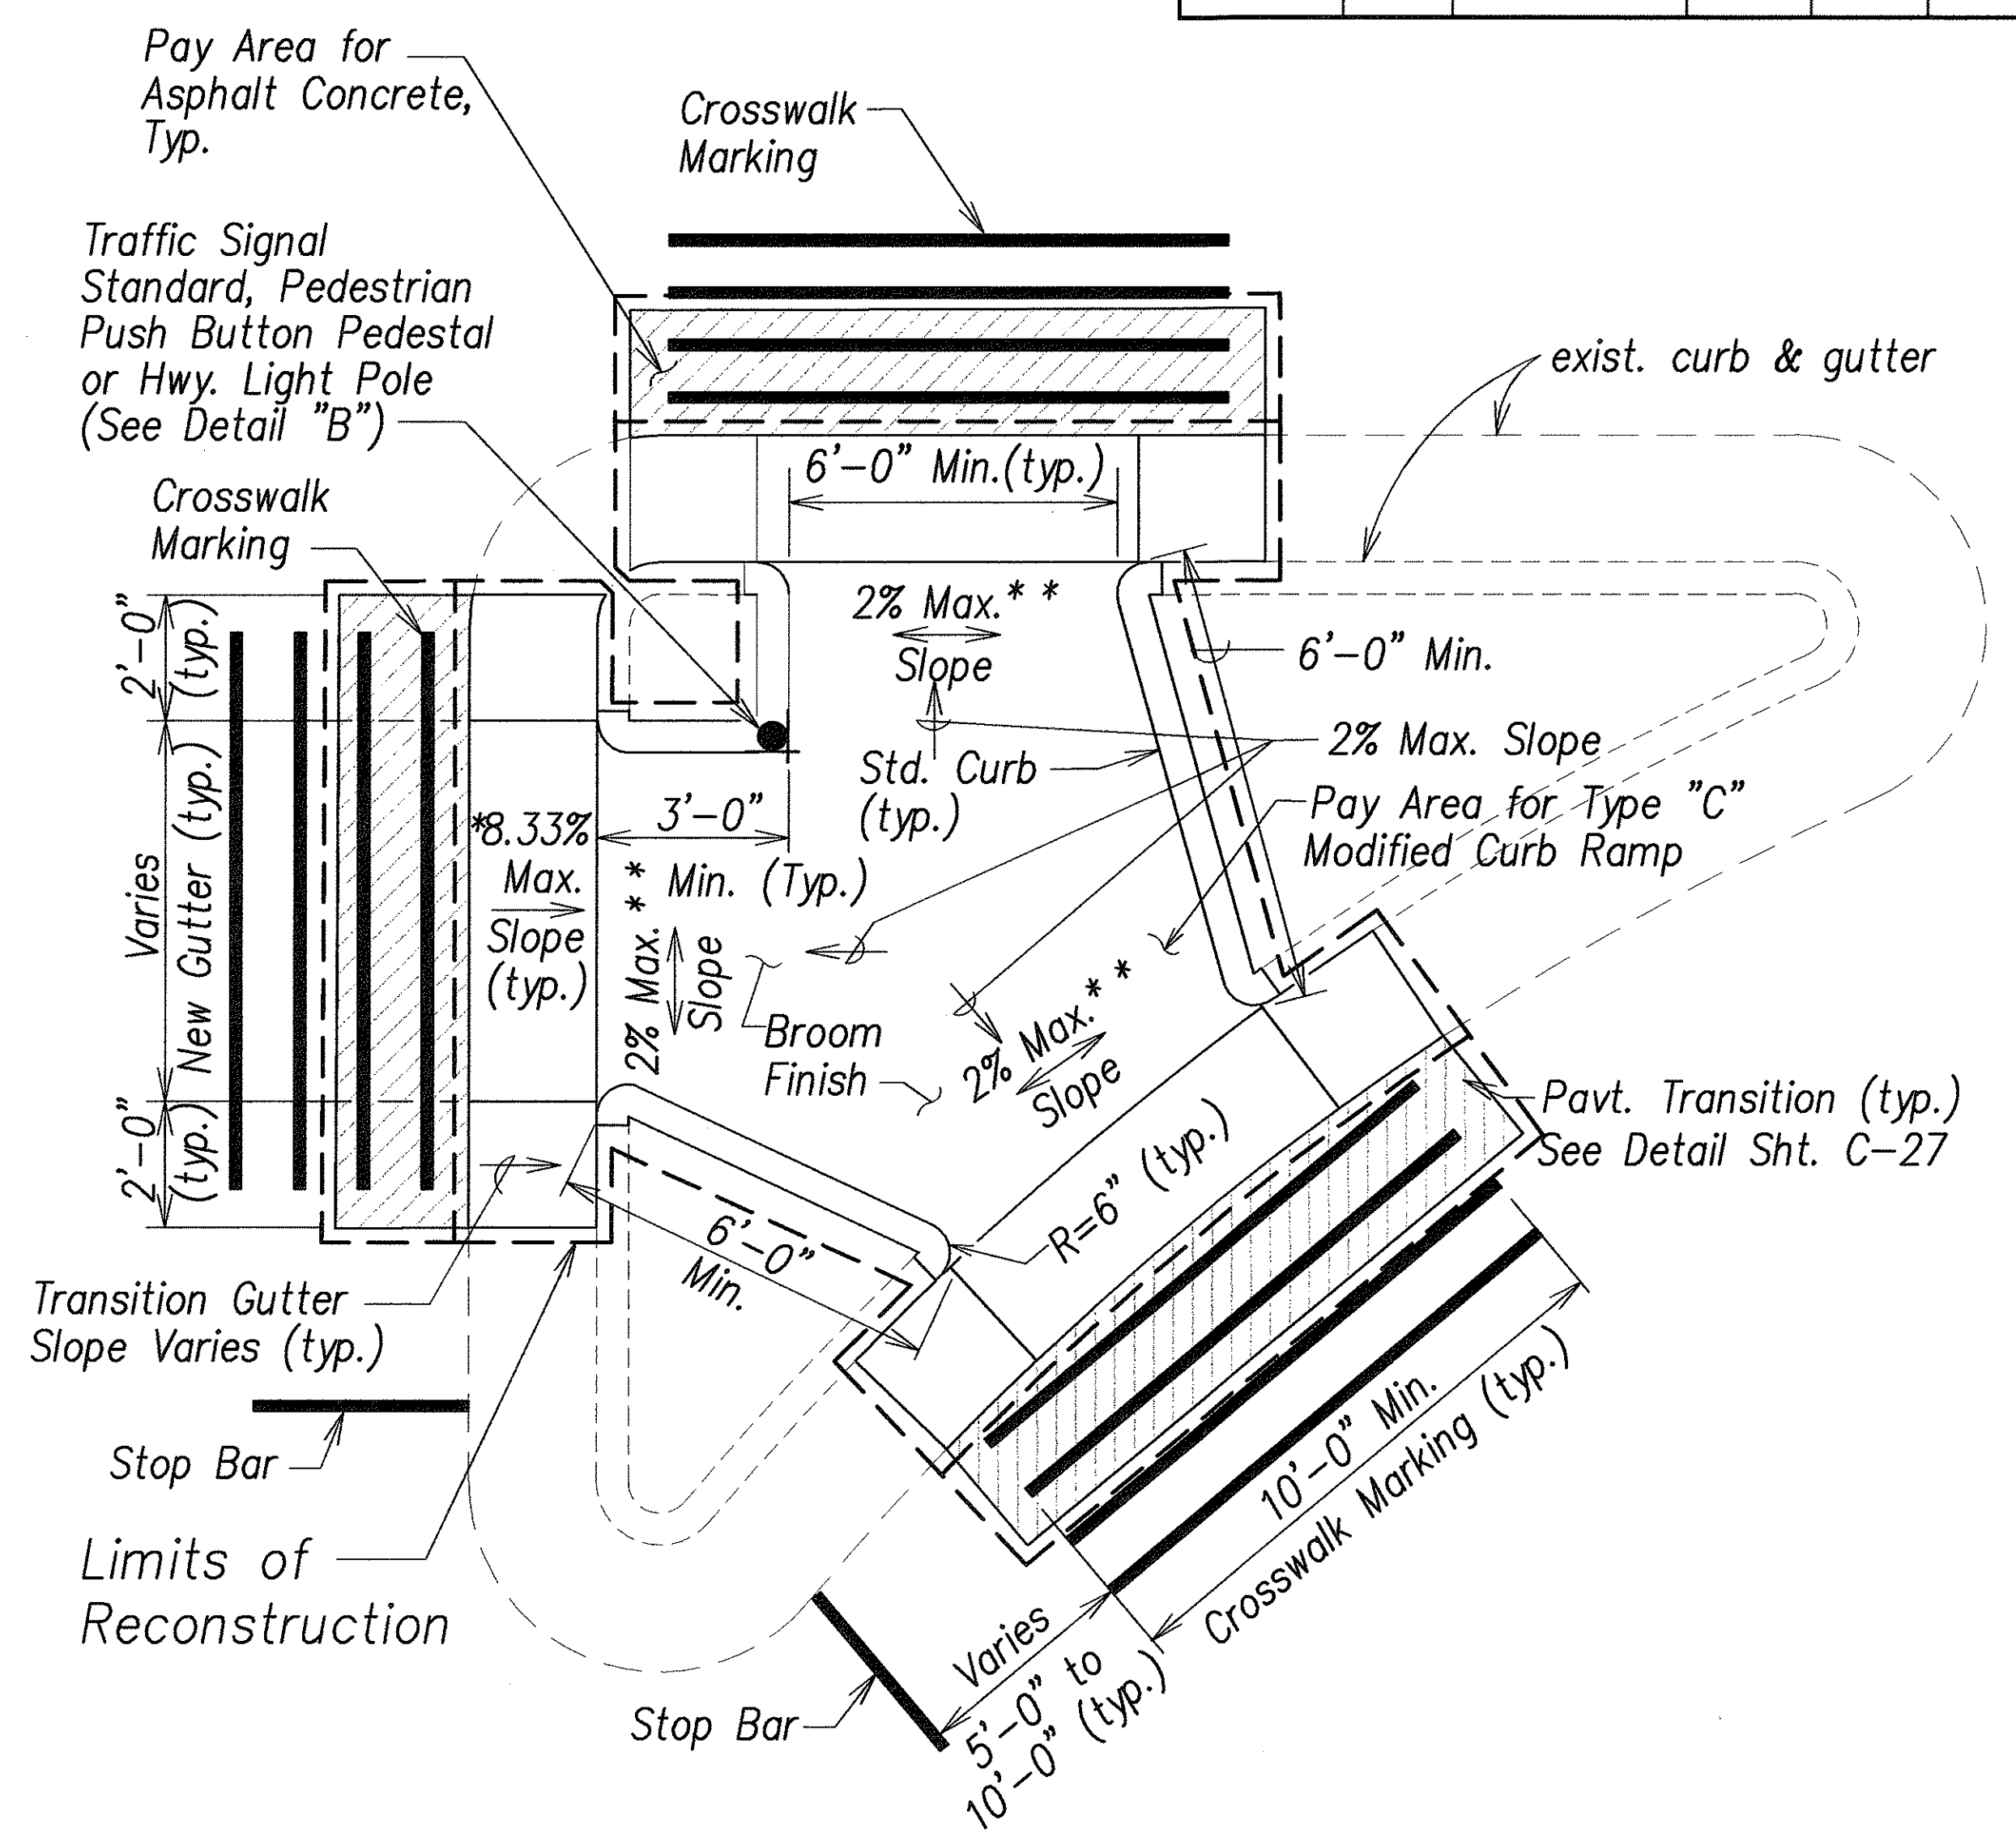 Pay Area for
Asphalt Concrete,
Typ.
Crosswalk
Marking
Traffic Signal
Standard, Pedestrian
Push Button Pedestal
or Hwy. Light Pole
(See Detail "B")
exist. curb & gutter
6'-0" Min.(typ.)
Crosswalk
Marking
2'-0"
(typ.)
2% Max.* *
Slope
6'-0" Min.
2% Max. Slope
Std. Curb
(typ.)
Pay Area for Type "C"
Modified Curb Ramp
Varies
New Gutter (typ.)
*8.33%
Max.
Slope
(typ.)
3'-0"
Min. (Typ.)
2% Max.* *
Slope
Broom
Finish
2% Max.* *
Slope
Pavt. Transition (typ.)
See Detail Sht. C-27
2'-0"
(typ.)
R=6" (typ.)
6'-0"
Min.
Transition Gutter
Slope Varies (typ.)
Stop Bar
Limits of
Reconstruction
10'-0" Min.
Crosswalk Marking (typ.)
Varies
5'-0" to
10'-0" (typ.)
Stop Bar